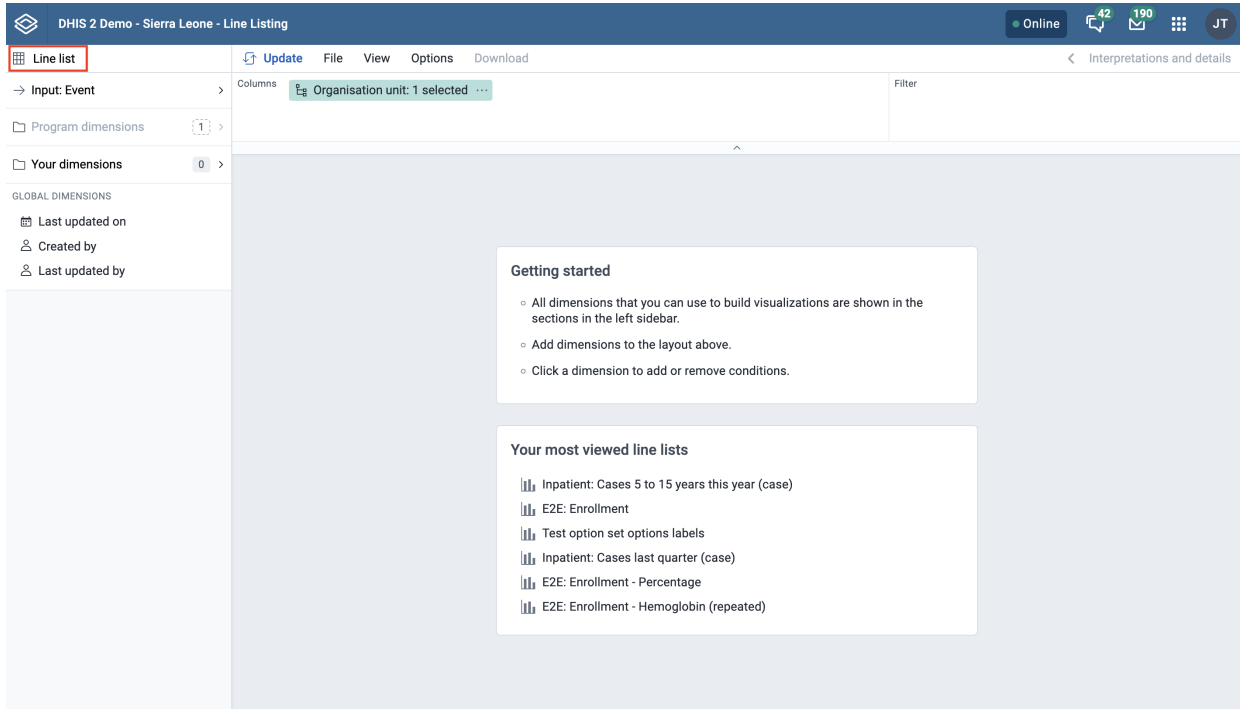 DHIS 2 Demo - Sierra Leone - Line Listing
Online
42
190
JT
Line list
Update File View Options Download
Interpretations and details
Input: Event
Columns
Organisation unit: 1 selected ...
Filter
Program dimensions 1
Your dimensions 0
GLOBAL DIMENSIONS
Last updated on
Created by
Last updated by
Getting started
All dimensions that you can use to build visualizations are shown in the
sections in the left sidebar.
Add dimensions to the layout above.
Click a dimension to add or remove conditions.
Your most viewed line lists
Inpatient: Cases 5 to 15 years this year (case)
E2E: Enrollment
Test option set options labels
Inpatient: Cases last quarter (case)
E2E: Enrollment - Percentage
E2E: Enrollment - Hemoglobin (repeated)